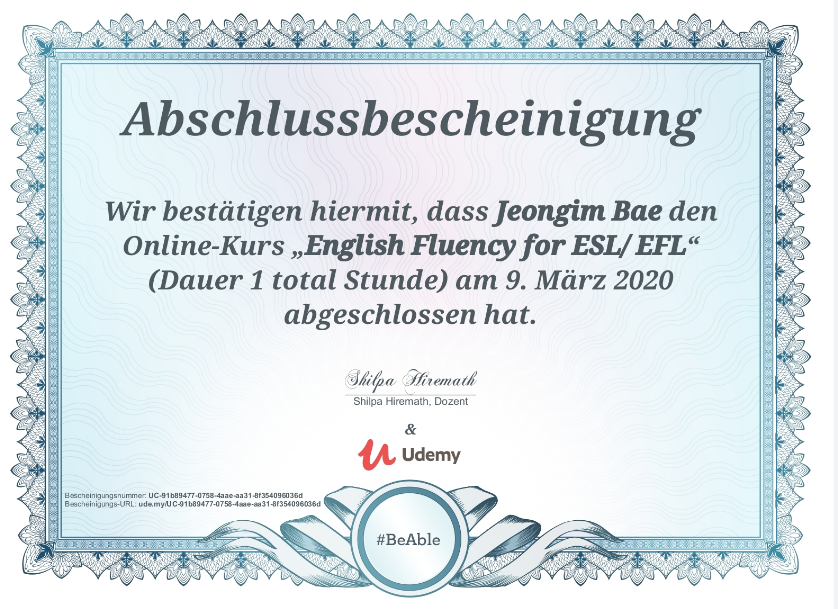 Abschlussbescheinigung
Wir bestätigen hiermit, dass Jeongim Bae den
Online-Kurs „English Fluency for ESL/ EFL“
(Dauer 1 total Stunde) am 9. März 2020
abgeschlossen hat.
Shilpa Hiremath
Shilpa Hiremath, Dozent
&
Udemy
Bescheinigungsnummer: UC-91b89477-0758-4aae-aa31-8f354096036d
Bescheinigungs-URL: ude.my/UC-91b89477-0758-4aae-aa31-8f354096036d
#BeAble